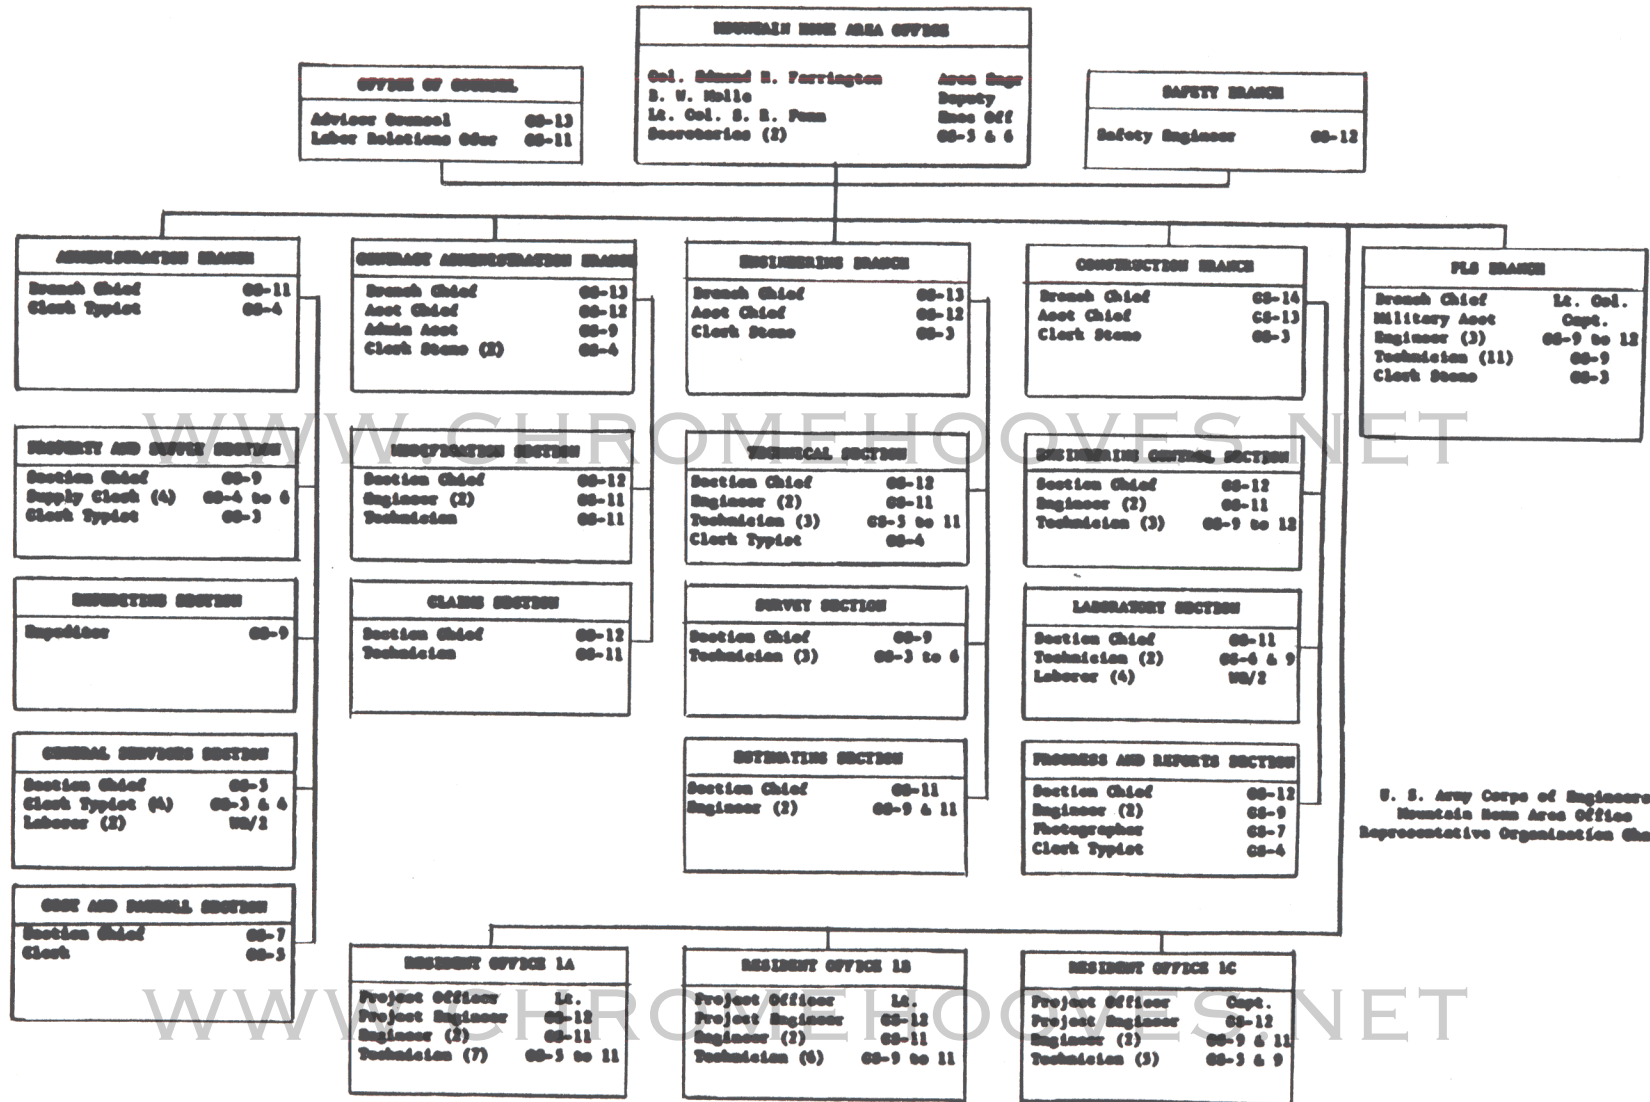 MOUNTAIN HOME AREA OFFICE
Col. Edmond H. Farrington Area Engr
B. W. Molle Deputy
Lt. Col. S. R. Exec Off
Secretaries (2) GS-5 & 6
OFFICE OF COUNSEL
Advisor Counsel GS-13
Labor Relations Ofcr GS-11
SAFETY BRANCH
Safety Engineer GS-12
ADMINISTRATION BRANCH
Branch Chief GS-11
Clerk Typist GS-4
CONTRACT ADMINISTRATION BRANCH
Branch Chief GS-13
Asst Chief GS-12
Admin Asst GS-9
Clerk Steno (2) GS-4
ENGINEERING BRANCH
Branch Chief GS-13
Asst Chief GS-12
Clerk Steno GS-3
CONSTRUCTION BRANCH
Branch Chief GS-14
Asst Chief GS-13
Clerk Steno GS-3
PLS BRANCH
Branch Chief Lt. Col.
Military Asst Capt.
Engineer (3) GS-9 to 12
Technician (11) GS-9
Clerk Steno GS-3
WWW.CHROMEHOOVES.NET
PROPERTY AND SUPPLY SECTION
Section Chief GS-9
Supply Clerk (4) GS-4 to 6
Clerk Typist GS-3
MODIFICATION SECTION
Section Chief GS-12
Engineer (2) GS-11
Technician GS-11
TECHNICAL SECTION
Section Chief GS-12
Engineer (2) GS-11
Technician (3) GS-5 to 11
Clerk Typist GS-4
ENGINEERING CONTROL SECTION
Section Chief GS-12
Engineer (2) GS-11
Technician (3) GS-9 to 12
EXPEDITING SECTION
Expeditor GS-9
CLAIMS SECTION
Section Chief GS-12
Technician GS-11
SURVEY SECTION
Section Chief GS-9
Technician (3) GS-3 to 6
LABORATORY SECTION
Section Chief GS-11
Technician (2) GS-6 & 9
Laborer (4) WB/2
GENERAL SERVICES SECTION
Section Chief GS-5
Clerk Typist (4) GS-3 & 4
Laborer (2) WB/2
ESTIMATING SECTION
Section Chief GS-11
Engineer (2) GS-9 & 11
PROGRESS AND REPORTS SECTION
Section Chief GS-12
Engineer (2) GS-9
Photographer GS-7
Clerk Typist GS-4
U. S. Army Corps of Engineers
Mountain Home Area Office
Representative Organization
COST AND PAYROLL SECTION
Section Chief GS-7
Clerk GS-5
RESIDENT OFFICE 1A
Project Officer Lt.
Project Engineer GS-12
Engineer (2) GS-11
Technician (7) GS-5 to 11
RESIDENT OFFICE 1B
Project Officer Lt.
Project Engineer GS-12
Engineer (2) GS-11
Technician (6) GS-9 to 11
RESIDENT OFFICE 1C
Project Officer Capt.
Project Engineer GS-12
Engineer (2) GS-9 & 11
Technician (5) GS-5 & 9
WWW.CHROMEHOOVES.NET